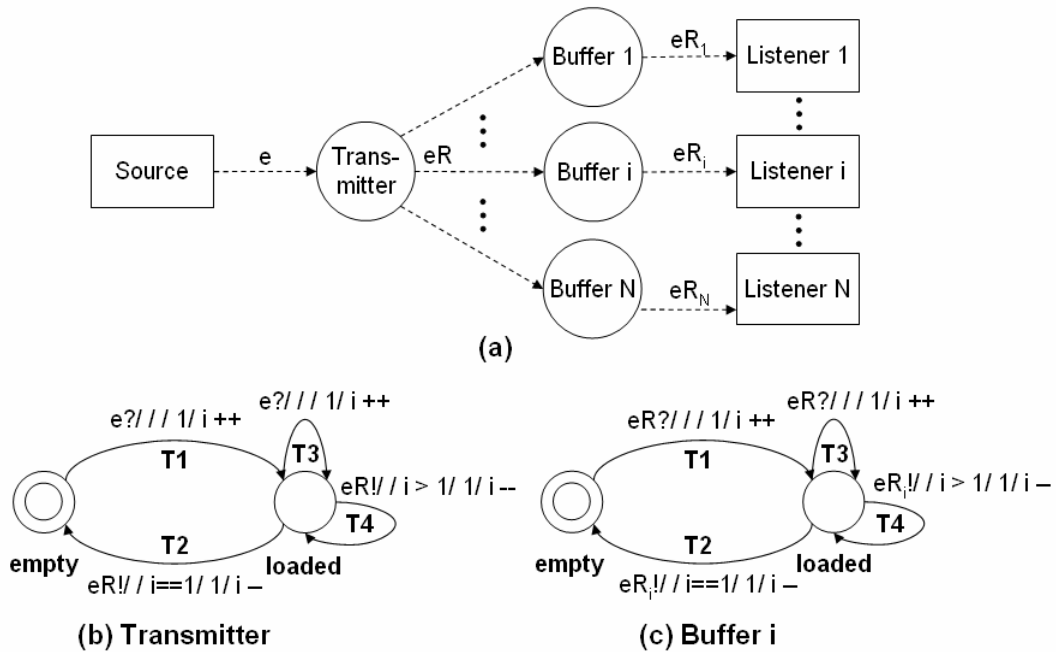 Buffer 1
eR₁
Listener 1
Source
e
Trans-
mitter
eR
Buffer i
eRᵢ
Listener i
Buffer N
eR_N
Listener N
(a)
e?/ / / 1/ i ++
T1
e?/ / / 1/ i ++
T3
eR!/ / i > 1/ 1/ i --
T4
T2
empty
loaded
eR!/ / i==1/ 1/ i –
(b) Transmitter
eR?/ / / 1/ i ++
T1
eR?/ / / 1/ i ++
T3
eRᵢ!/ / i > 1/ 1/ i –
T4
T2
empty
loaded
eRᵢ!/ / i==1/ 1/ i –
(c) Buffer i